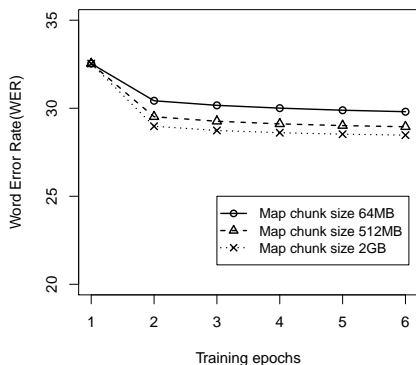 Word Error Rate(WER)
35
30
25
20
Map chunk size 64MB
Map chunk size 512MB
Map chunk size 2GB
1 2 3 4 5 6
Training epochs